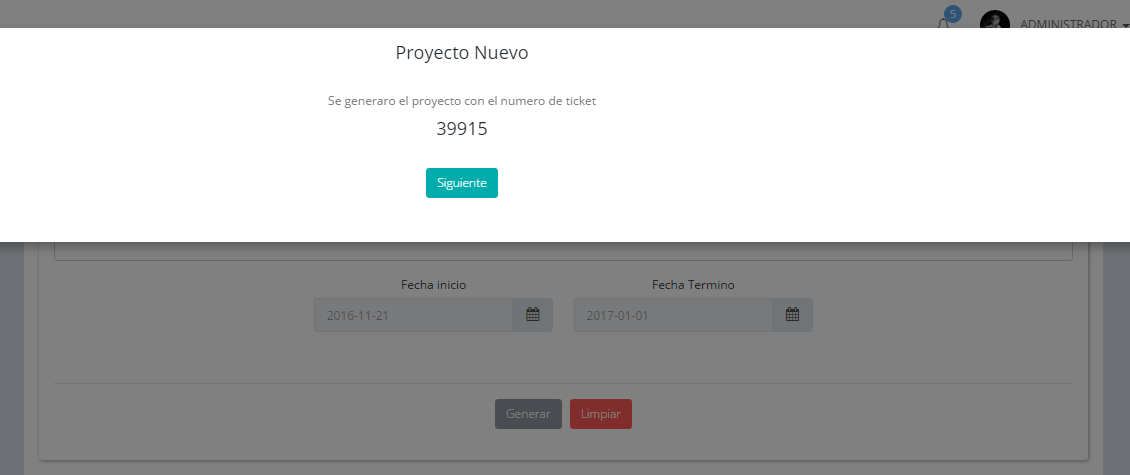 5
ADMINISTRADOR
Proyecto Nuevo
Se generaro el proyecto con el numero de ticket
39915
Siguiente
Fecha inicio Fecha Termino
2016-11-21 2017-01-01
Generar Limpiar